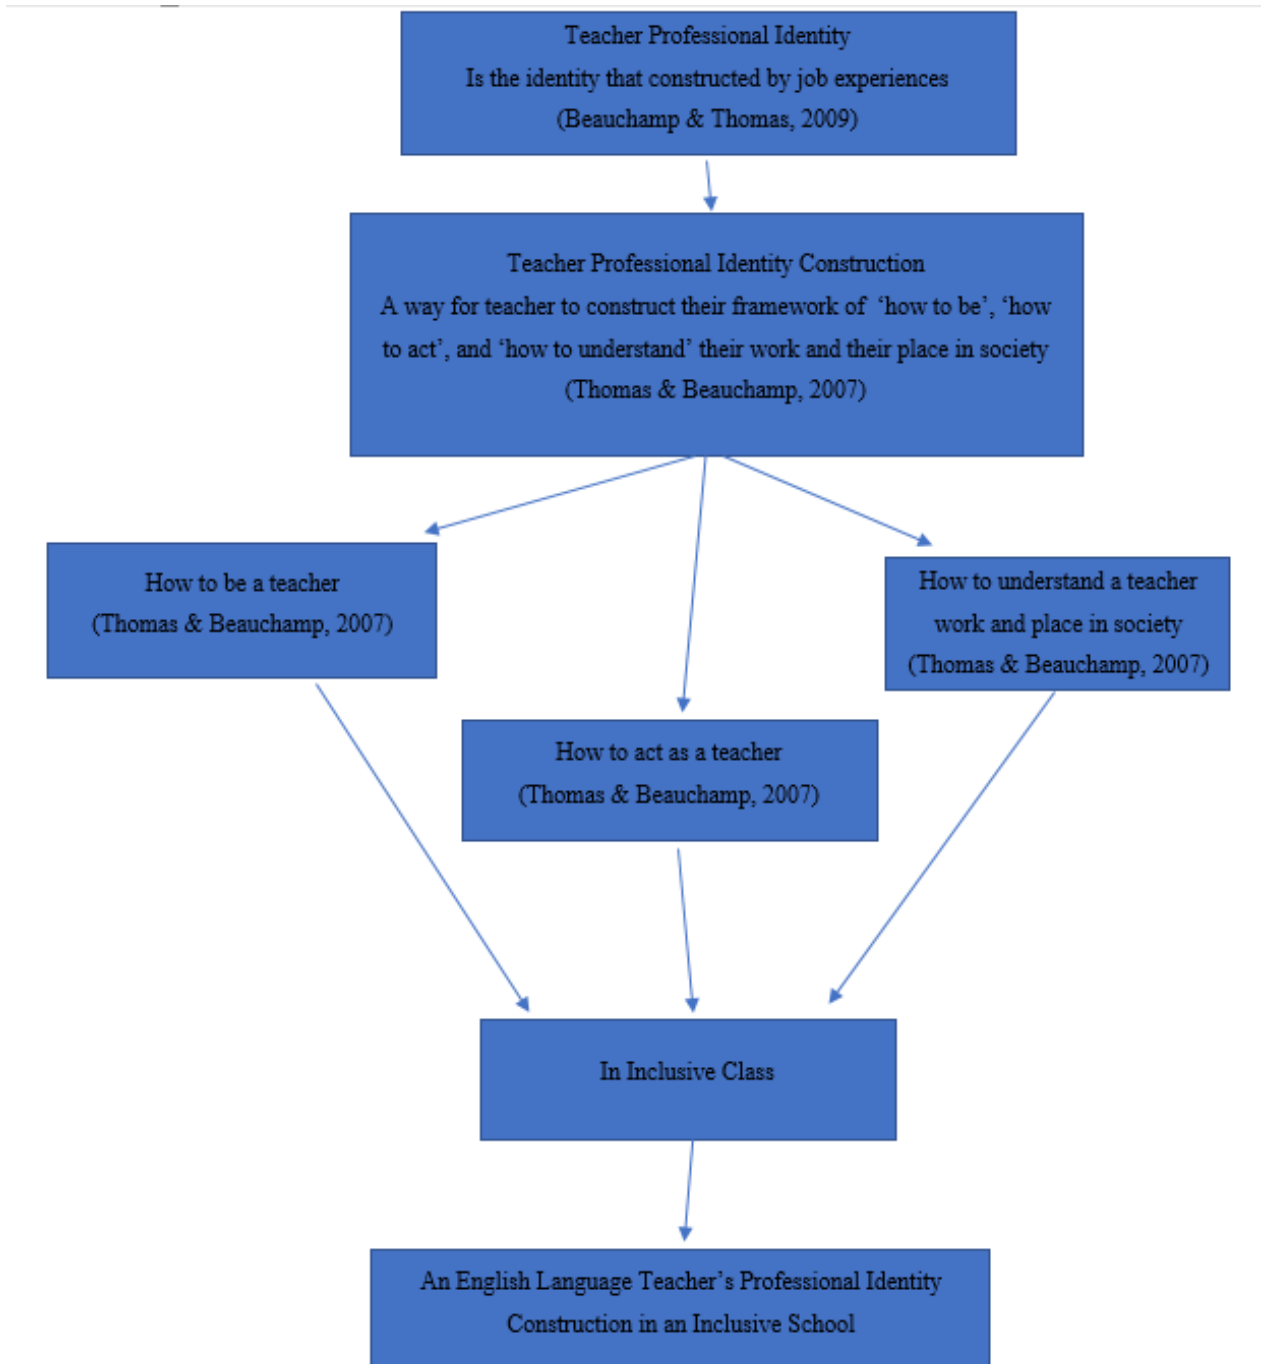 Teacher Professional Identity
Is the identity that constructed by job experiences
(Beauchamp & Thomas, 2009)
Teacher Professional Identity Construction
A way for teacher to construct their framework of ‘how to be’, ‘how
to act’, and ‘how to understand’ their work and their place in society
(Thomas & Beauchamp, 2007)
How to be a teacher
(Thomas & Beauchamp, 2007)
How to understand a teacher
work and place in society
(Thomas & Beauchamp, 2007)
How to act as a teacher
(Thomas & Beauchamp, 2007)
In Inclusive Class
An English Language Teacher’s Professional Identity
Construction in an Inclusive School